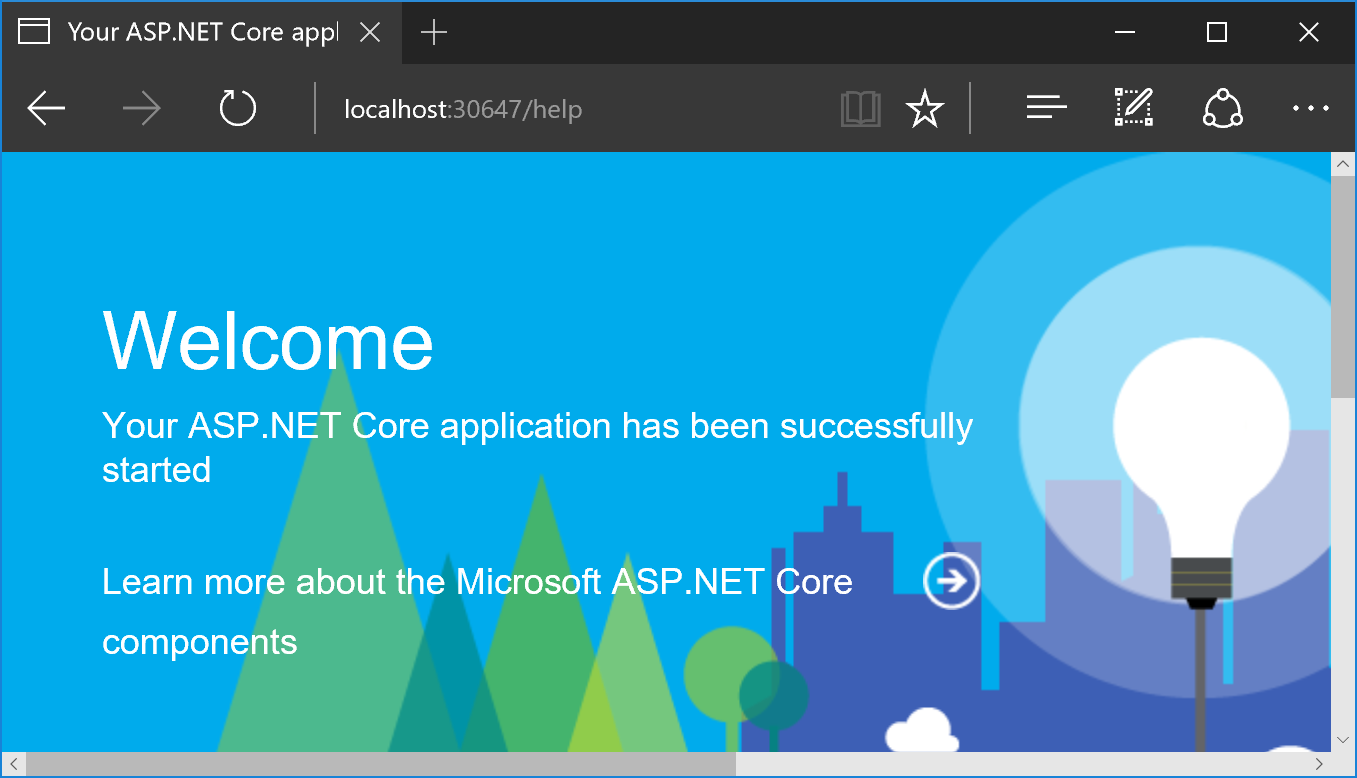 Your ASP.NET Core appl
localhost:30647/help
Welcome
Your ASP.NET Core application has been successfully
started
Learn more about the Microsoft ASP.NET Core
components